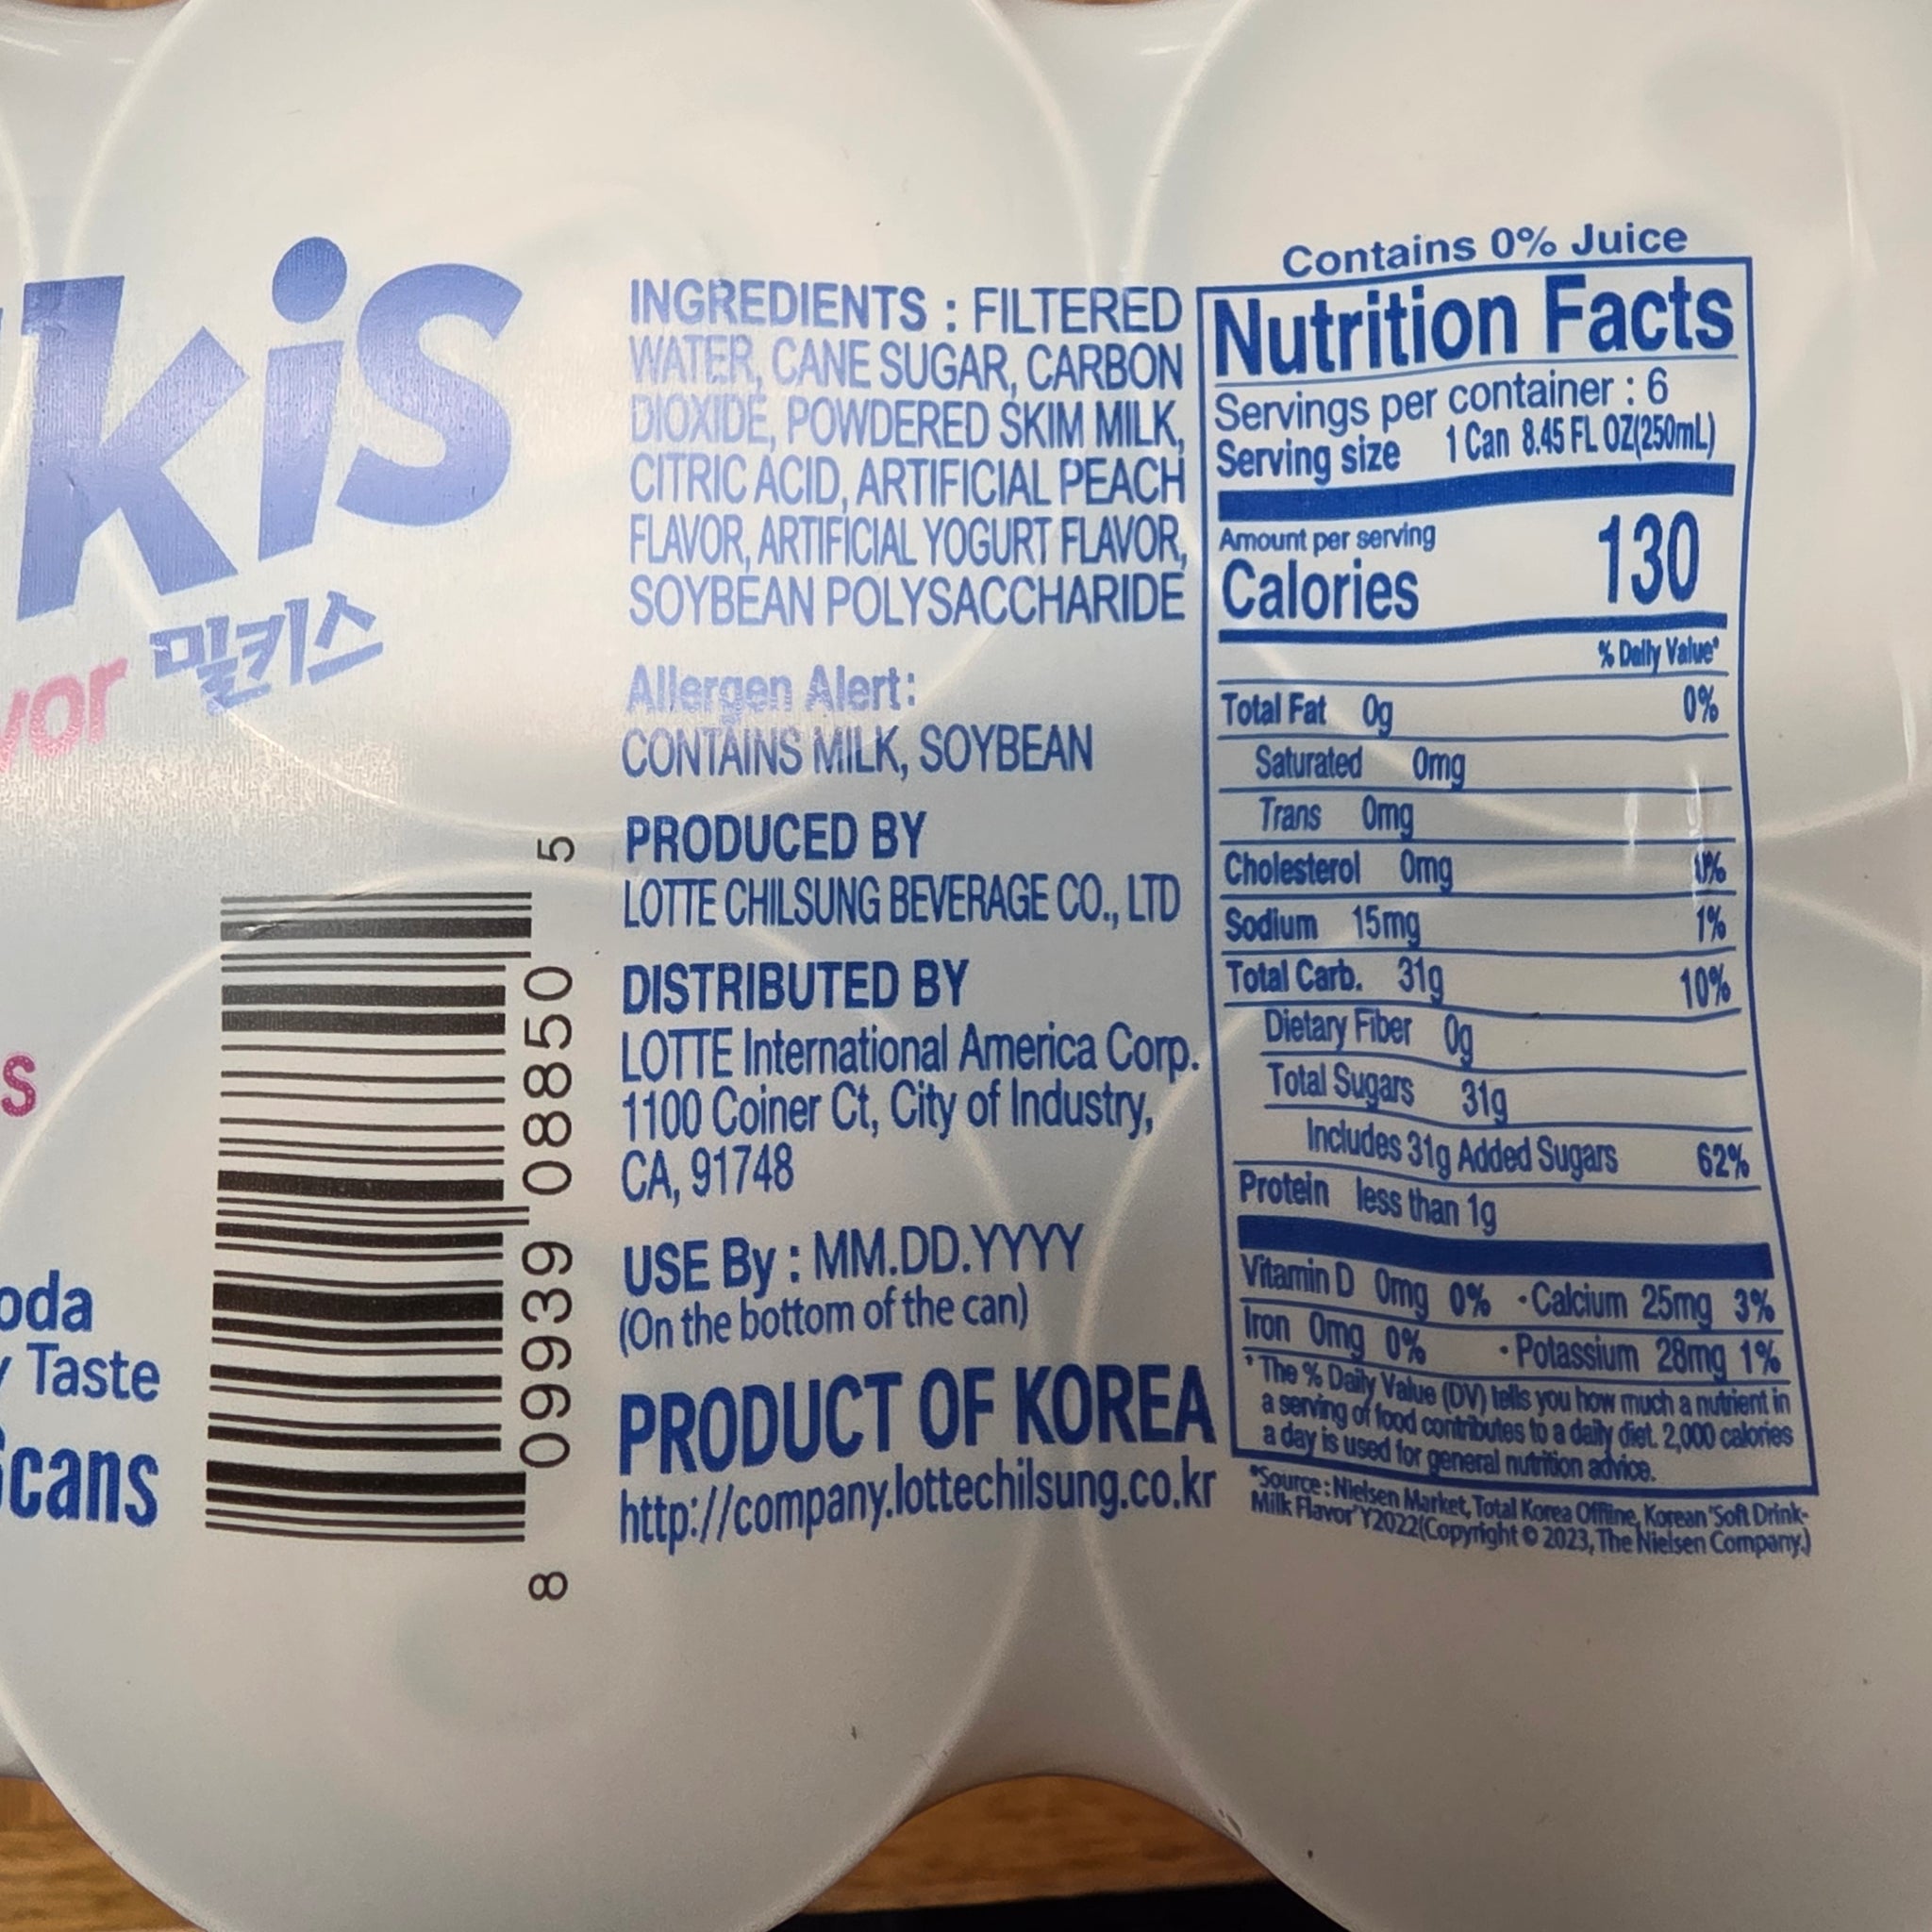 kis
밀키스
vor
s
oda
y Taste
cans
8 099390 88505
INGREDIENTS : FILTERED
WATER, CANE SUGAR, CARBON
DIOXIDE, POWDERED SKIM MILK,
CITRIC ACID, ARTIFICIAL PEACH
FLAVOR, ARTIFICIAL YOGURT FLAVOR,
SOYBEAN POLYSACCHARIDE
Allergen Alert:
CONTAINS MILK, SOYBEAN
PRODUCED BY
LOTTE CHILSUNG BEVERAGE CO., LTD
DISTRIBUTED BY
LOTTE International America Corp.
1100 Coiner Ct, City of Industry,
CA, 91748
USE By : MM.DD.YYYY
(On the bottom of the can)
PRODUCT OF KOREA
http://company.lottechilsung.co.kr
Contains 0% Juice
Nutrition Facts
Servings per container : 6
Serving size 1 Can 8.45 FL OZ(250mL)
Amount per serving
Calories 130
% Daily Value*
Total Fat 0g 0%
Saturated 0mg
Trans 0mg
Cholesterol 0mg 0%
Sodium 15mg 1%
Total Carb. 31g 10%
Dietary Fiber 0g
Total Sugars 31g
Includes 31g Added Sugars 62%
Protein less than 1g
Vitamin D 0mg 0% • Calcium 25mg 3%
Iron 0mg 0% • Potassium 28mg 1%
* The % Daily Value (DV) tells you how much a nutrient in
a serving of food contributes to a daily diet. 2,000 calories
a day is used for general nutrition advice.
*Source : Nielsen Market, Total Korea Offline, Korean 'Soft Drink-
Milk Flavor' Y2022(Copyright © 2023, The Nielsen Company.)